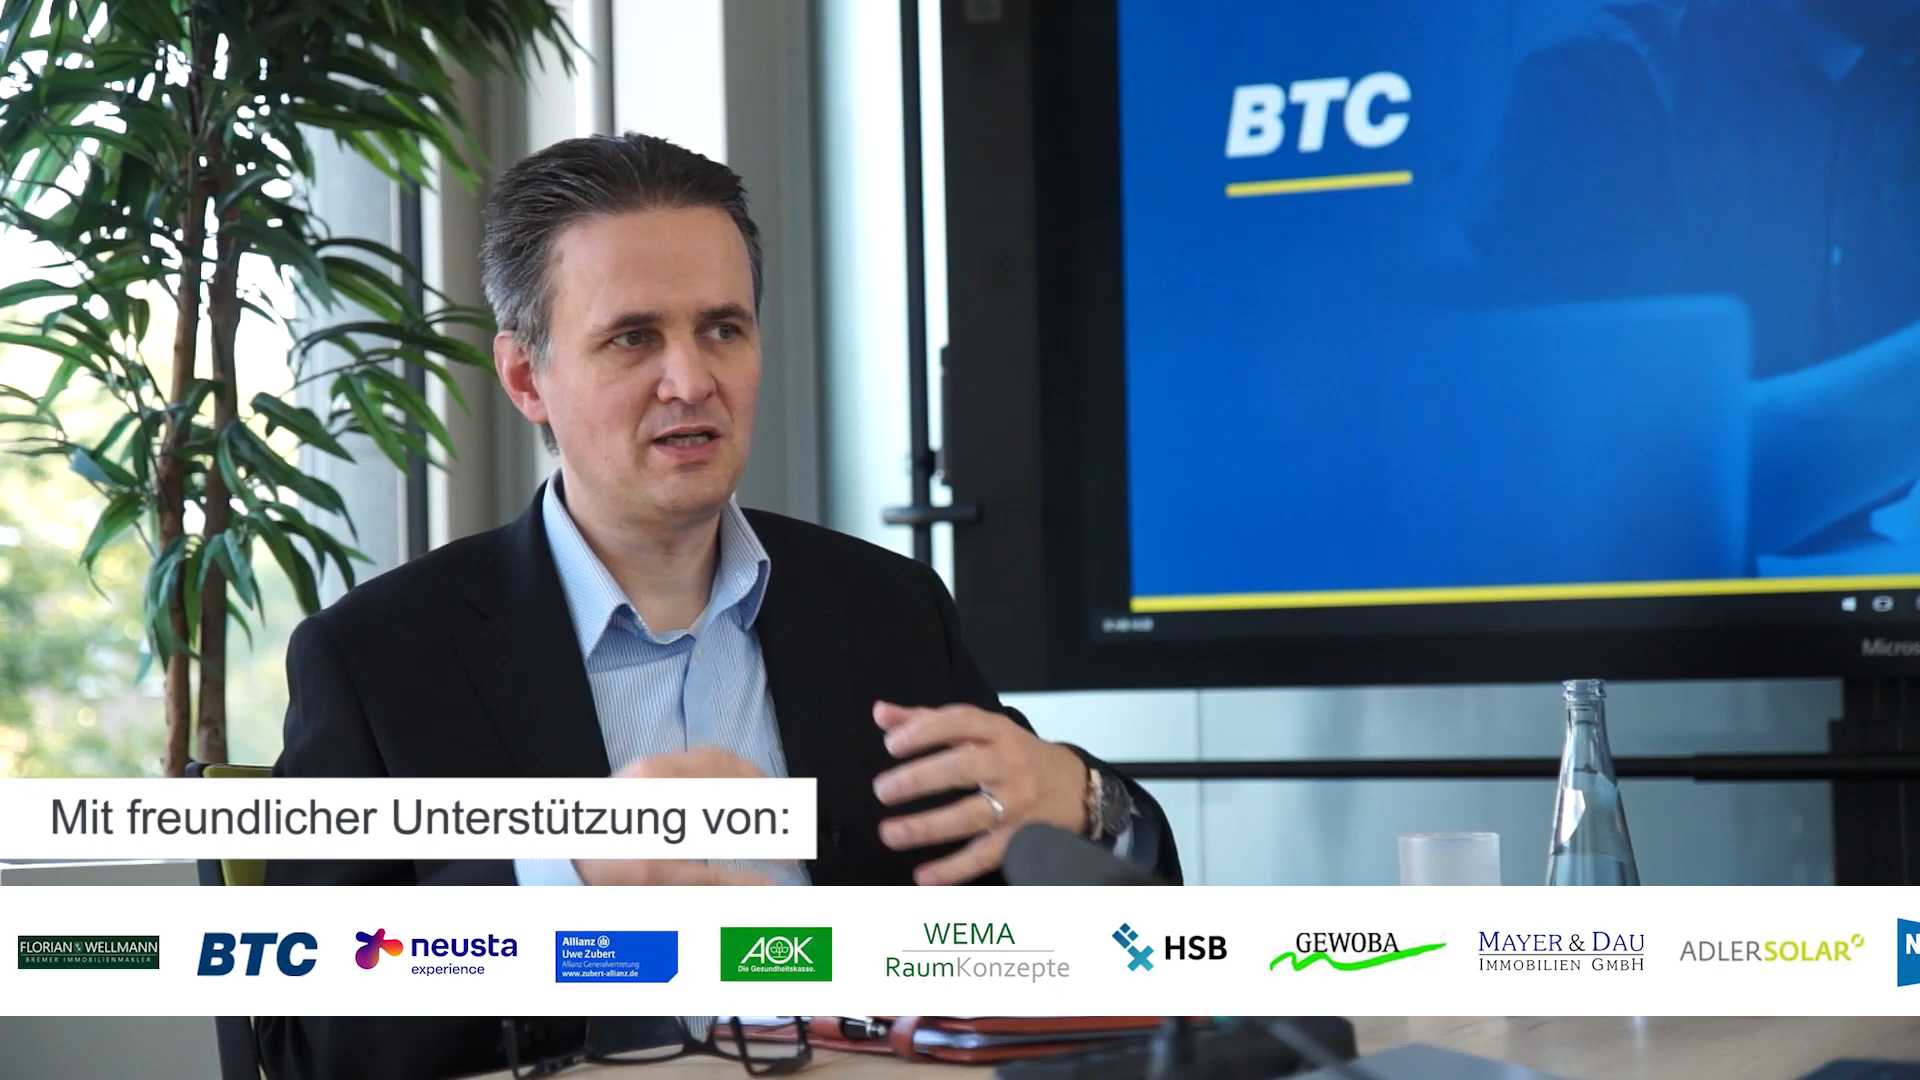 BTC
Mit freundlicher Unterstützung von:
FLORIAN WELLMANN
BREMER IMMOBILIENMAKLER
BTC
neusta
experience
Allianz
Uwe Zubert
Allianz Generalvertretung
www.zubert-allianz.de
AOK
Die Gesundheitskasse.
WEMA
RaumKonzepte
HSB
GEWOBA
MAYER & DAU
IMMOBILIEN GMBH
ADLERSOLAR